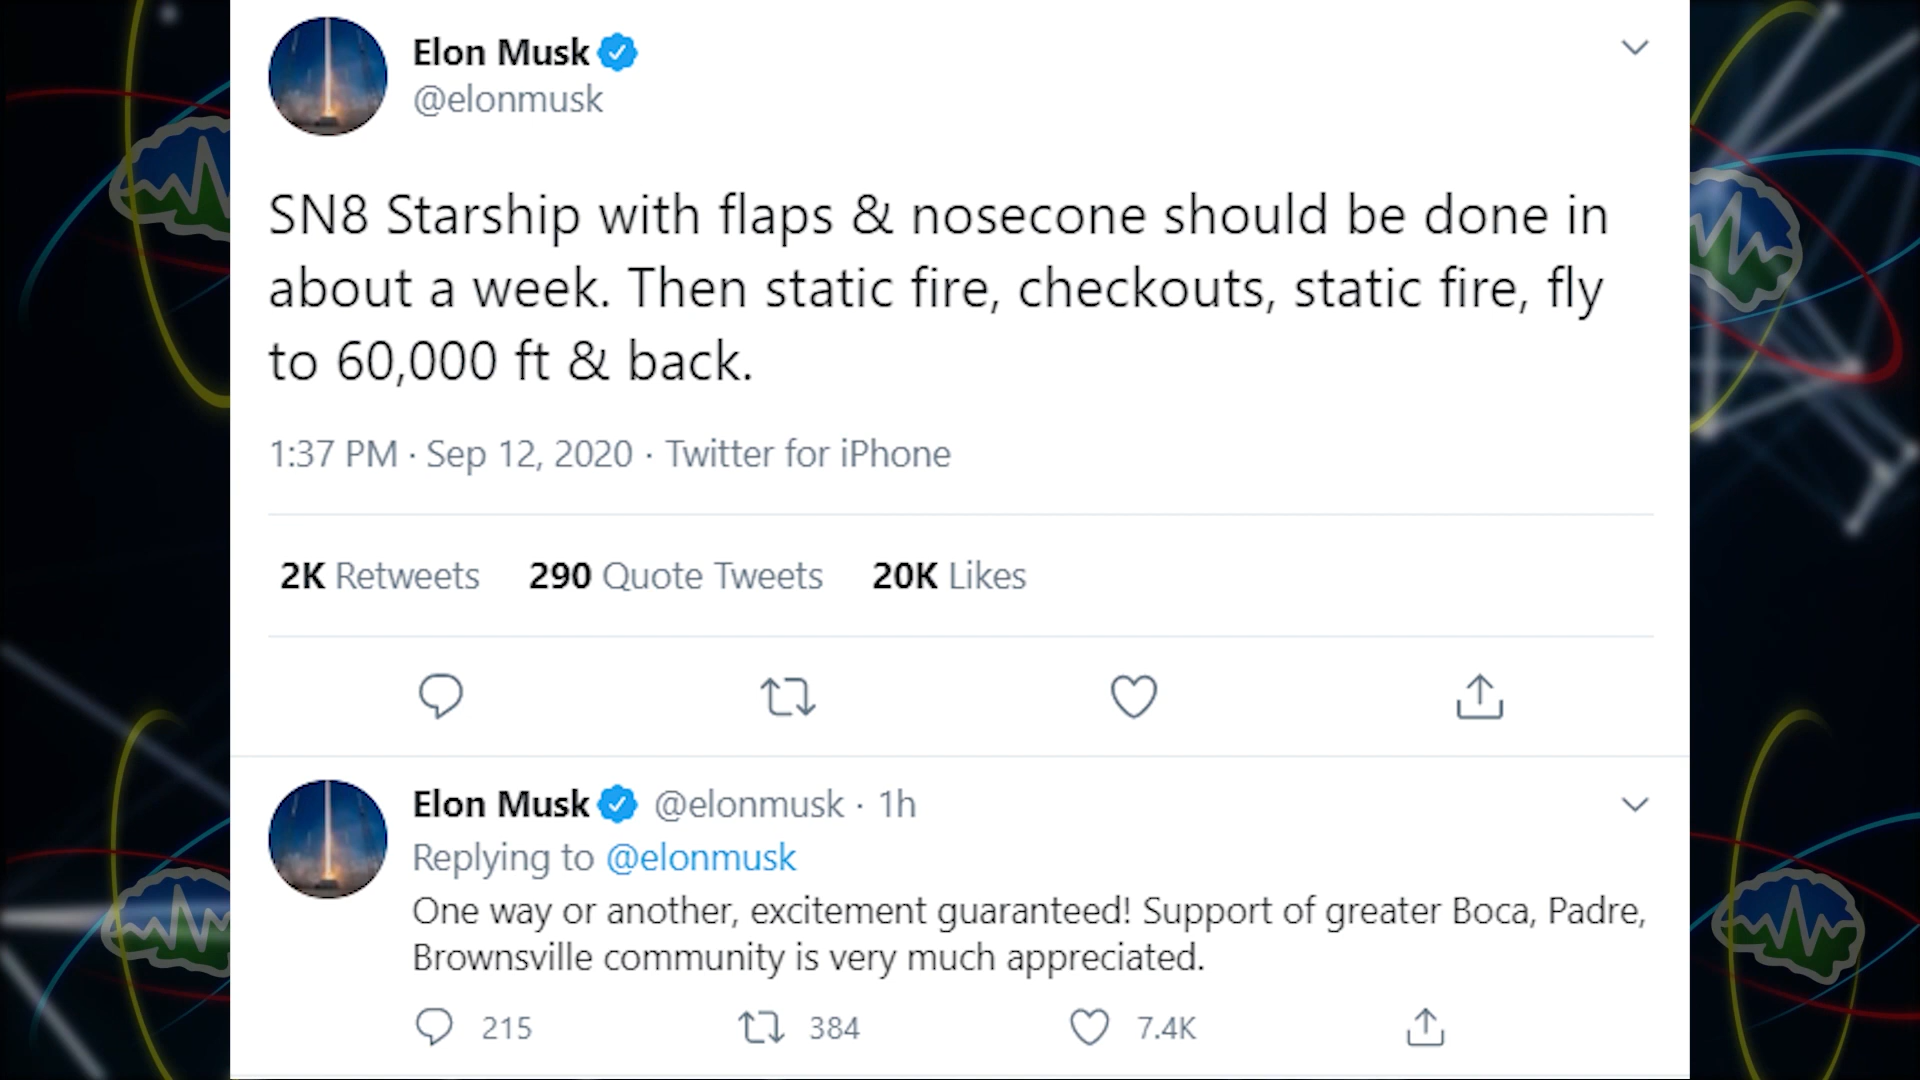 Elon Musk
@elonmusk
SN8 Starship with flaps & nosecone should be done in
about a week. Then static fire, checkouts, static fire, fly
to 60,000 ft & back.
1:37 PM · Sep 12, 2020 · Twitter for iPhone
2K Retweets 290 Quote Tweets 20K Likes
Elon Musk @elonmusk · 1h
Replying to @elonmusk
One way or another, excitement guaranteed! Support of greater Boca, Padre,
Brownsville community is very much appreciated.
215 384 7.4K